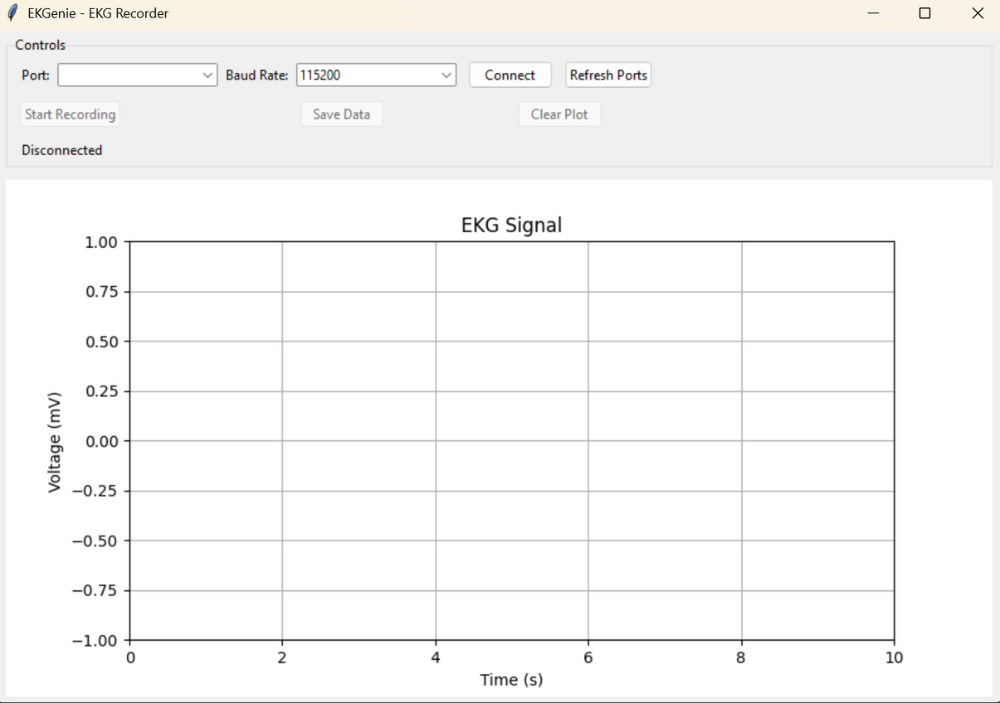 EKGenie - EKG Recorder
Controls
Port: Baud Rate: 115200 Connect Refresh Ports
Start Recording Save Data Clear Plot
Disconnected
EKG Signal
1.00
0.75
0.50
0.25
0.00
−0.25
−0.50
−0.75
−1.00
Voltage (mV)
0 2 4 6 8 10
Time (s)